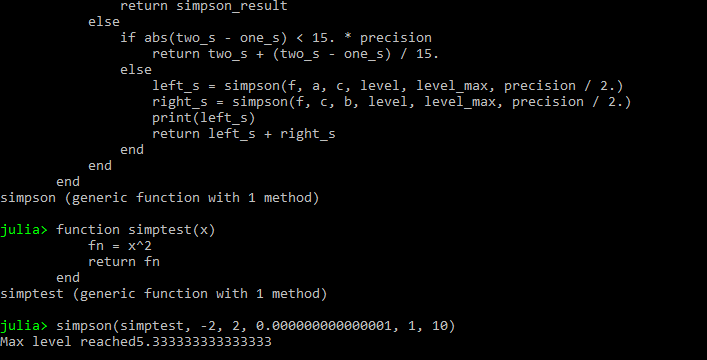 return simpson_result
else
if abs(two_s - one_s) < 15. * precision
return two_s + (two_s - one_s) / 15.
else
left_s = simpson(f, a, c, level, level_max, precision / 2.)
right_s = simpson(f, c, b, level, level_max, precision / 2.)
print(left_s)
return left_s + right_s
end
end
end
simpson (generic function with 1 method)
julia> function simptest(x)
fn = x^2
return fn
end
simptest (generic function with 1 method)
julia> simpson(simptest, -2, 2, 0.000000000000001, 1, 10)
Max level reached5.333333333333333